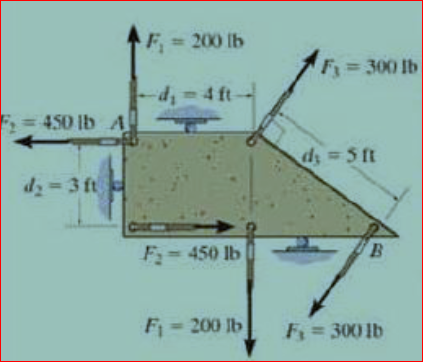 F₁ = 200 lb
F₃ = 300 lb
d₁ = 4 ft
F₂ = 450 lb
A
d₃ = 5 ft
d₂ = 3 ft
F₂ = 450 lb
B
F₁ = 200 lb
F₃ = 300 lb